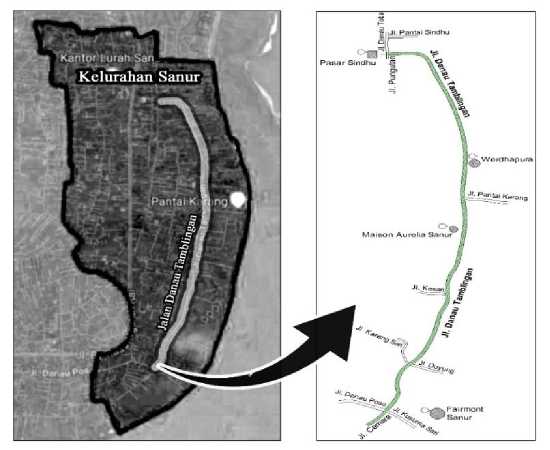 Kantor Lurah San
Kelurahan Sanur
Pantai Karang
Jalan Danau Tamblingan
Jl. Danau Poso
Jl. Danau Toba
Jl. Pantai Sindhu
Pasar Sindhu
Jl. Pungutan
Jl. Danau Tamblingan
Werdhapura
Jl. Pantai Karang
Maison Aurelia Sanur
Jl. Kesari
Jl. Danau Tamblingan
Jl. Karang Sari
Jl. Duyung
Jl. Danau Poso
Jl. Kusuma Sari
Jl. Cemara
Fairmont
Sanur